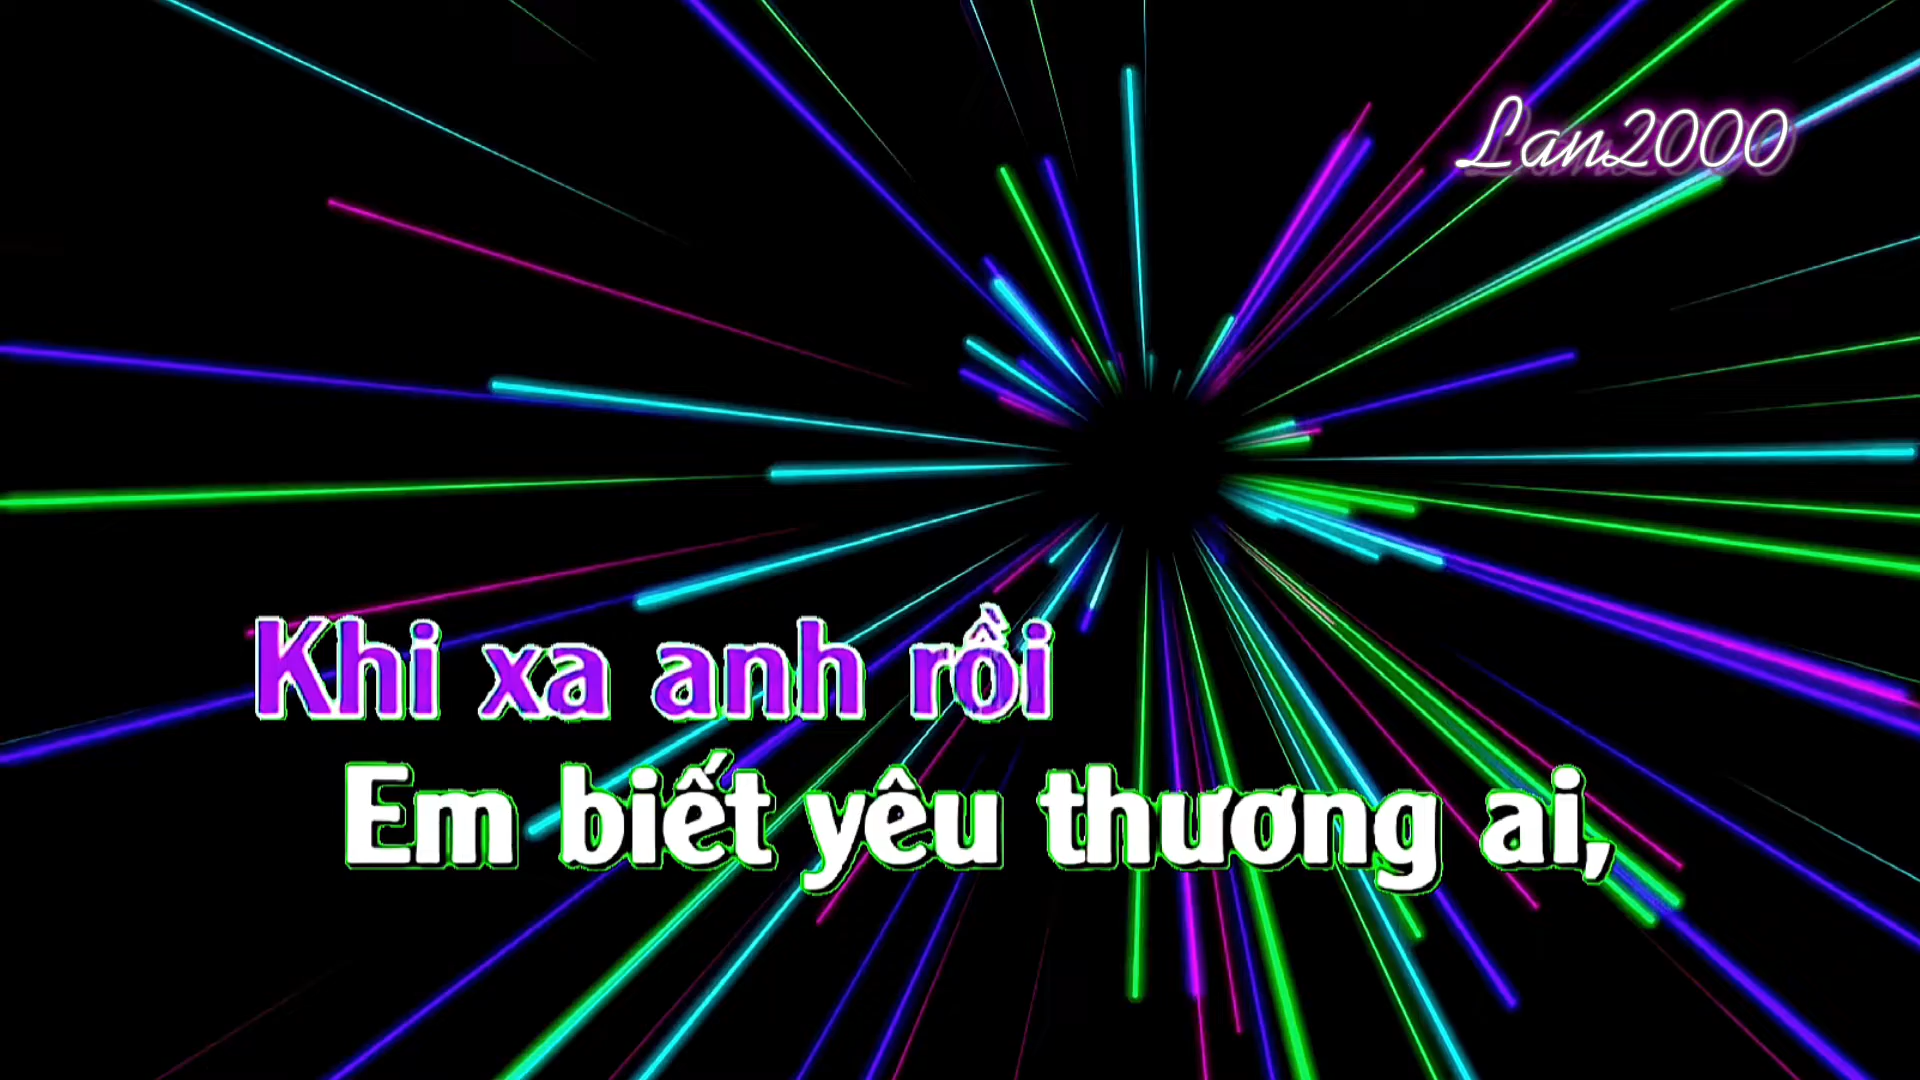 Lan2000
Khi xa anh rồi
Em biết yêu thương ai,